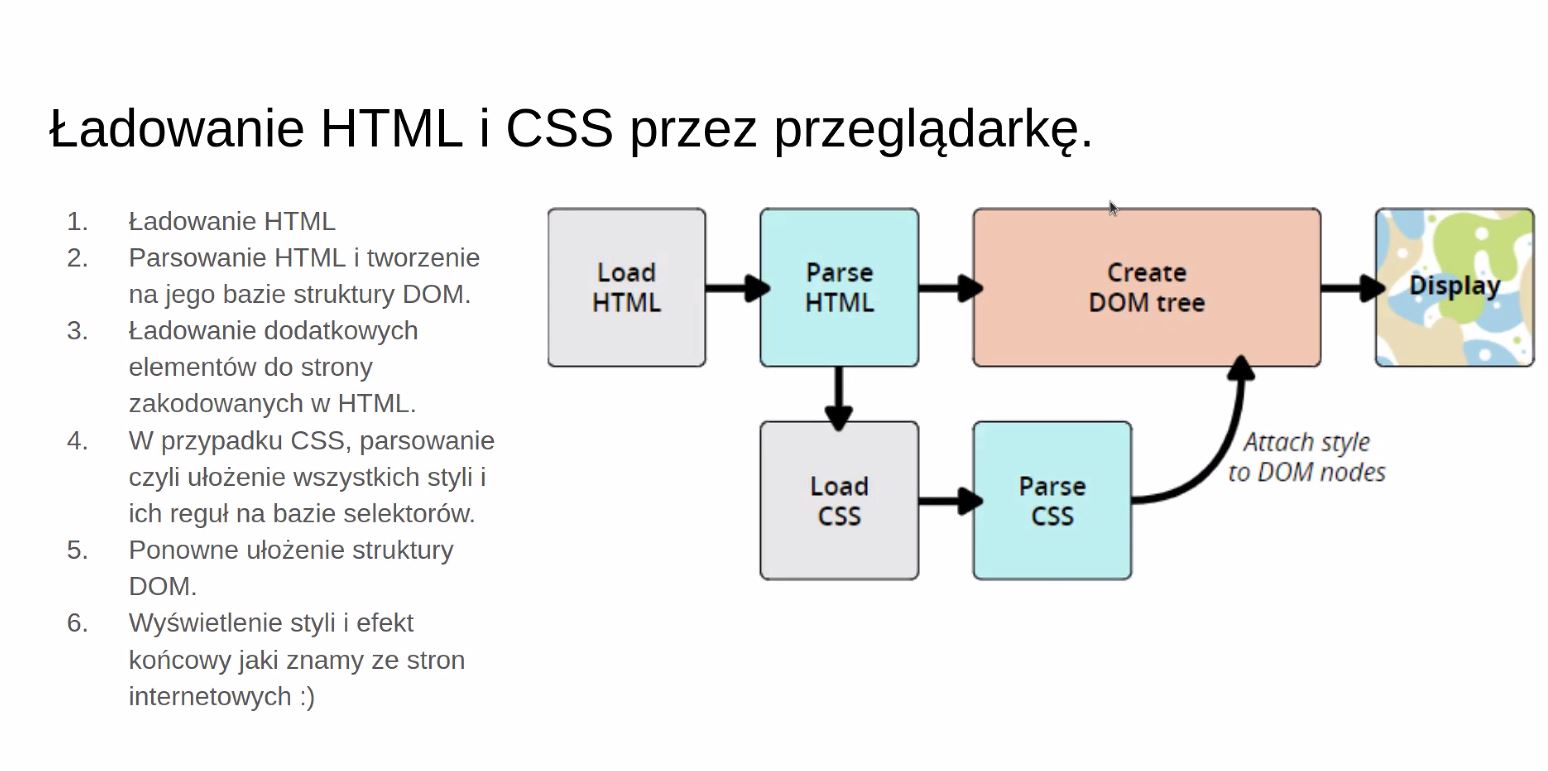 Ładowanie HTML i CSS przez przeglądarkę.
1. Ładowanie HTML
2. Parsowanie HTML i tworzenie
na jego bazie struktury DOM.
3. Ładowanie dodatkowych
elementów do strony
zakodowanych w HTML.
4. W przypadku CSS, parsowanie
czyli ułożenie wszystkich styli i
ich reguł na bazie selektorów.
5. Ponowne ułożenie struktury
DOM.
6. Wyświetlenie styli i efekt
końcowy jaki znamy ze stron
internetowych :)
Load
HTML
Parse
HTML
Create
DOM tree
Display
Load
CSS
Parse
CSS
Attach style
to DOM nodes